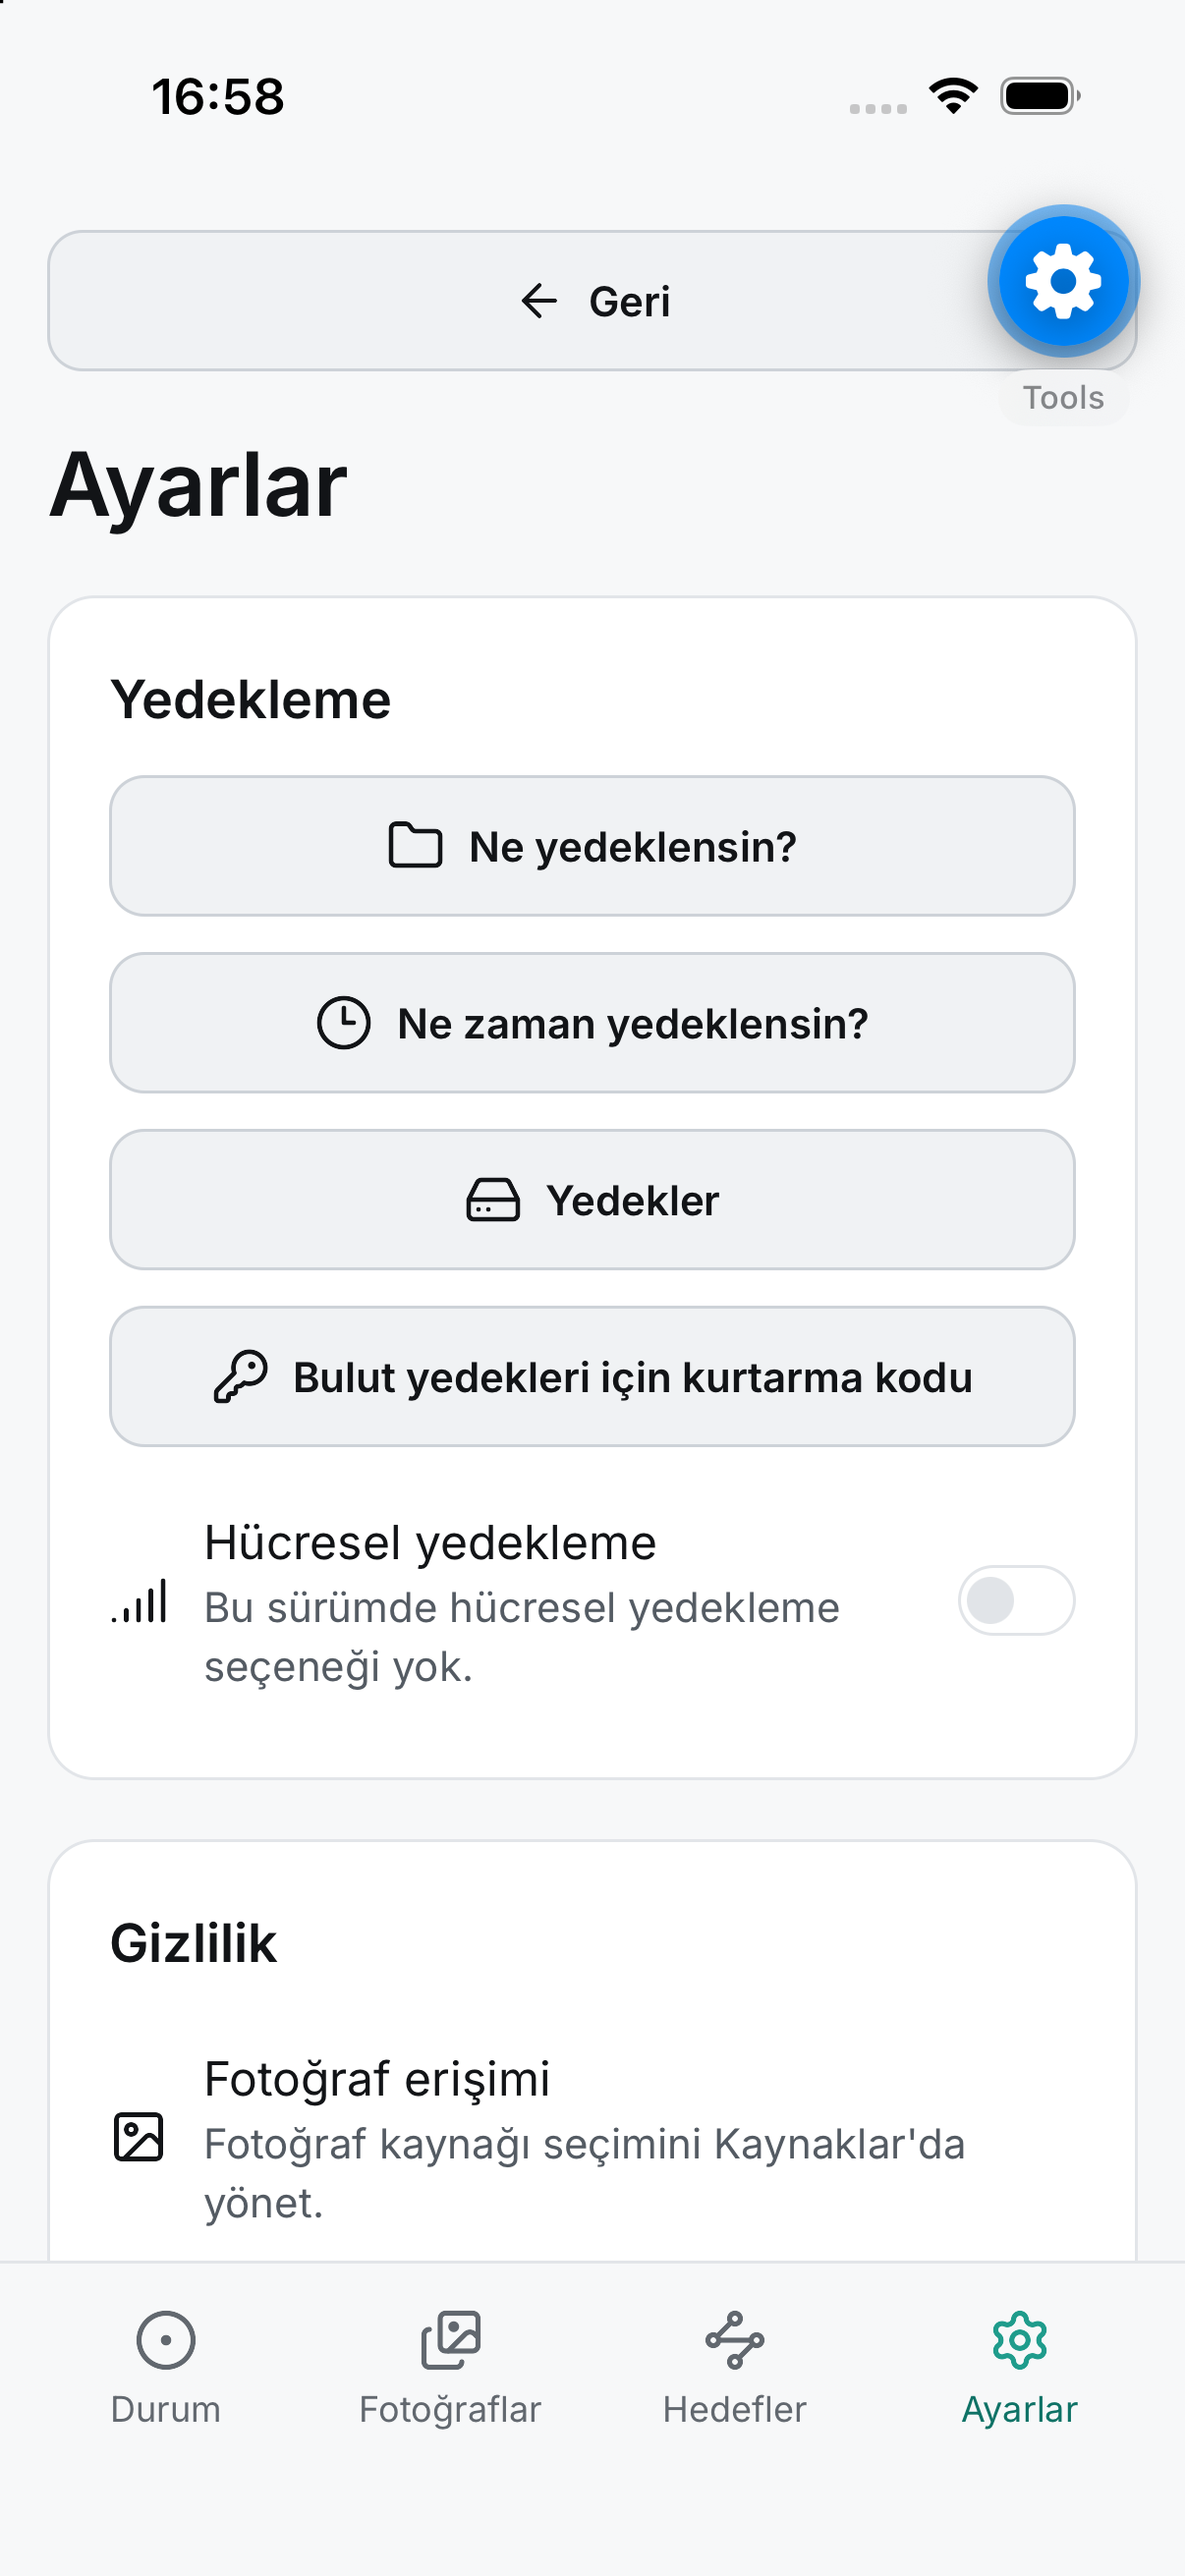 16:58
Geri
Tools
Ayarlar
Yedekleme
Ne yedeklensin?
Ne zaman yedeklensin?
Yedekler
Bulut yedekleri için kurtarma kodu
Hücresel yedekleme
Bu sürümde hücresel yedekleme
seçeneği yok.
Gizlilik
Fotoğraf erişimi
Fotoğraf kaynağı seçimini Kaynaklar'da
yönet.
Durum
Fotoğraflar
Hedefler
Ayarlar